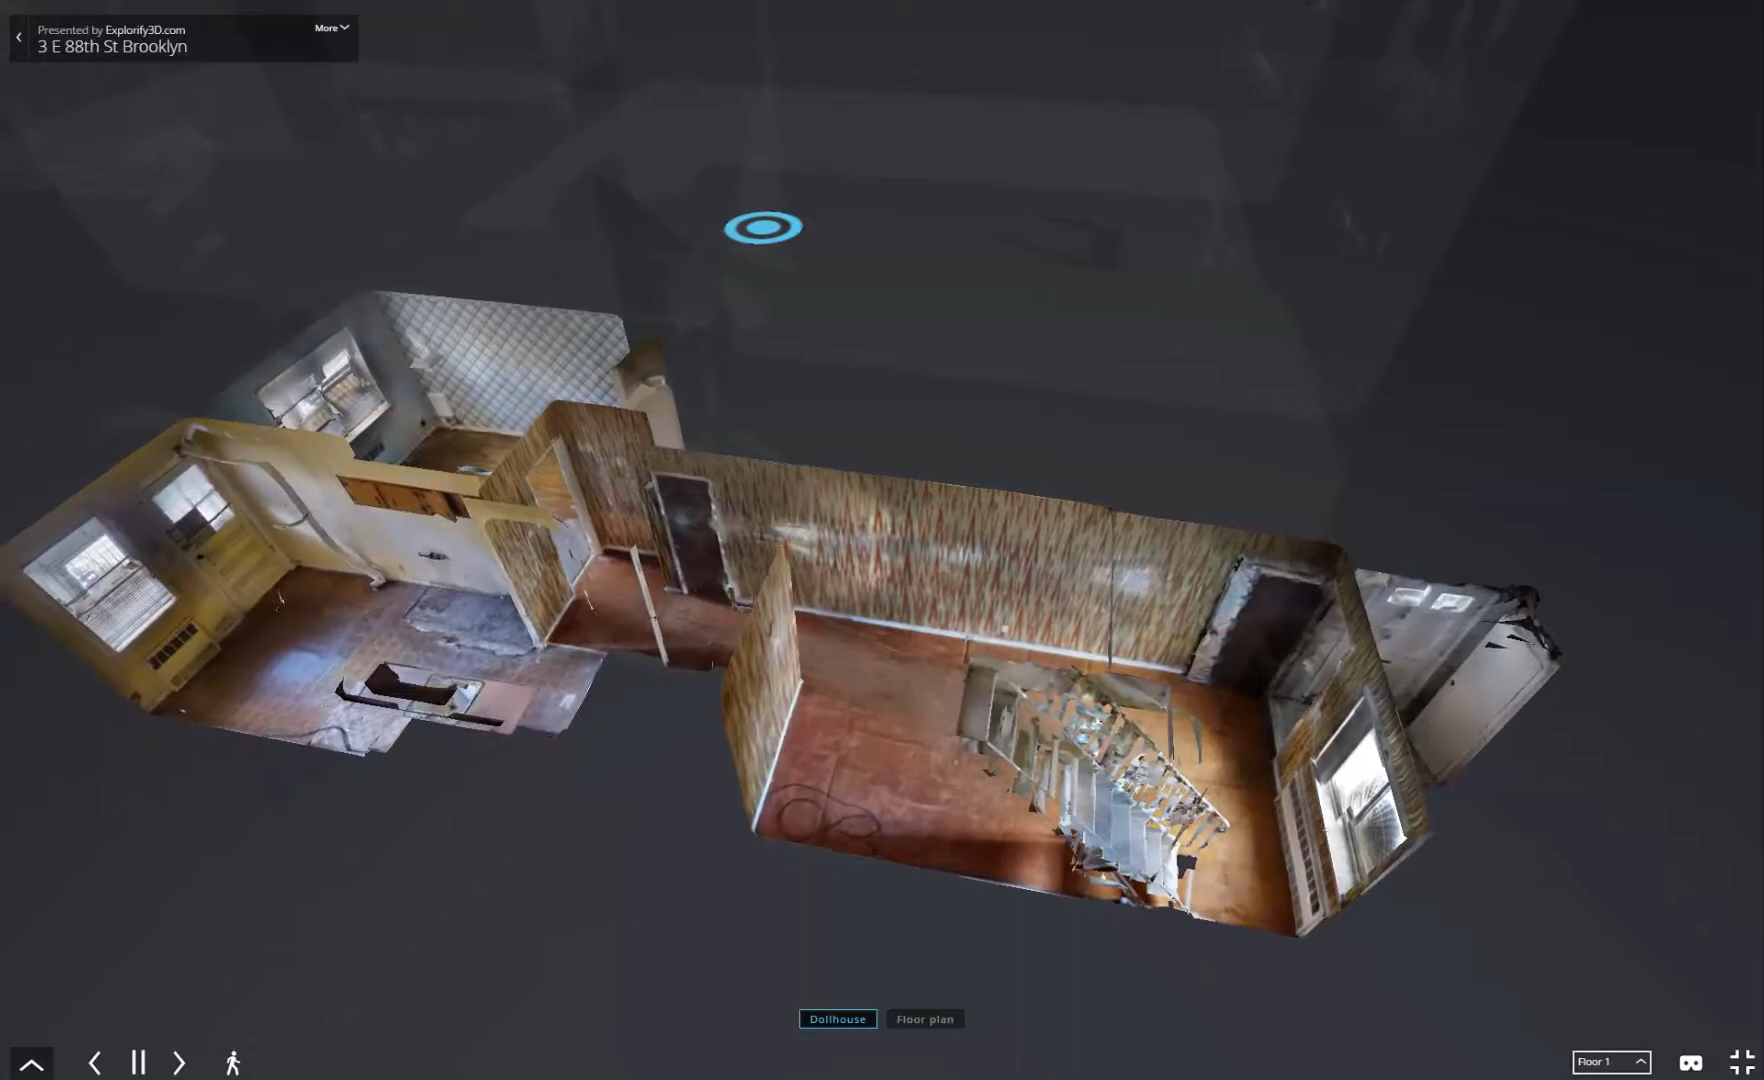 Presented by Explorify3D.com
More
3 E 88th St Brooklyn
Dollhouse
Floor plan
Floor 1